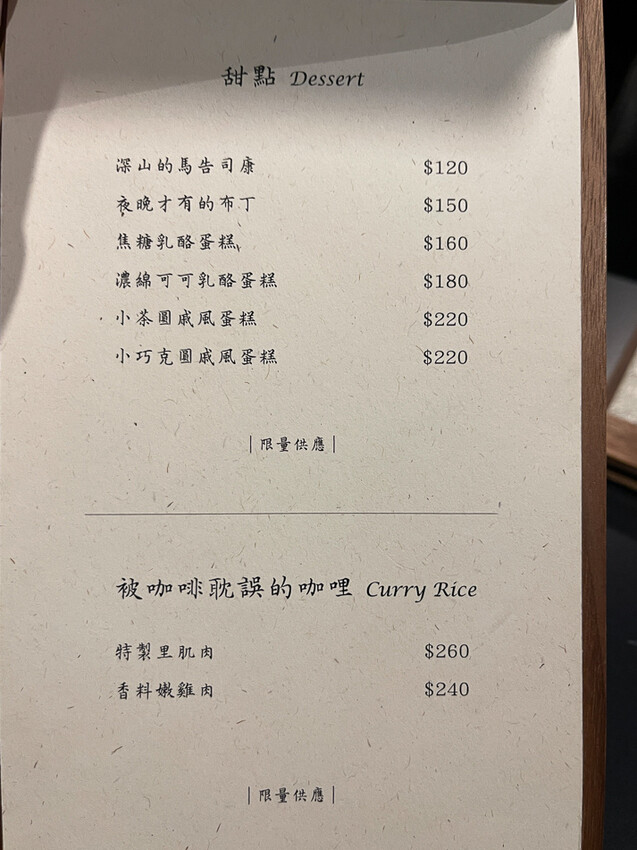 甜點 Dessert
深山的馬告司康 $120
夜晚才有的布丁 $150
焦糖乳酪蛋糕 $160
濃綿可可乳酪蛋糕 $180
小茶圓戚風蛋糕 $220
小巧克圓戚風蛋糕 $220
|限量供應|
被咖啡耽誤的咖哩 Curry Rice
特製里肌肉 $260
香料嫩雞肉 $240
|限量供應|